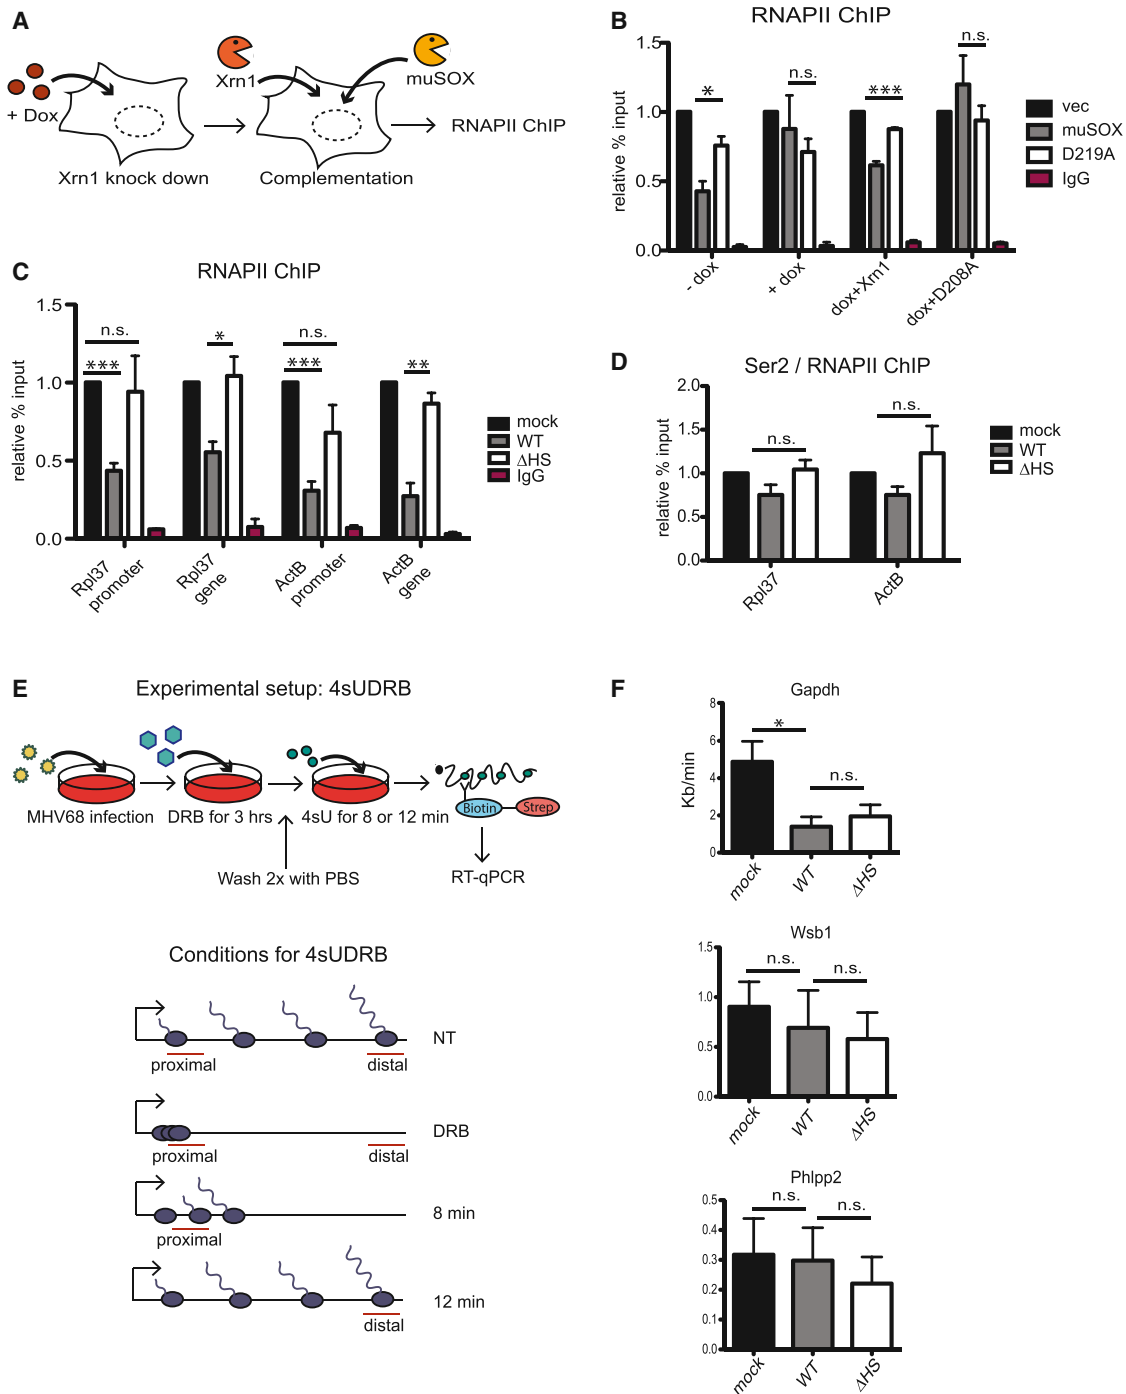 A
+ Dox
Xrn1
muSOX
RNAPII ChIP
Xrn1 knock down
Complementation
B
RNAPII ChIP
relative % input
1.5
1.0
0.5
0.0
*
n.s.
***
n.s.
- dox
+ dox
dox+Xrn1
dox+D208A
vec
muSOX
D219A
IgG
C
RNAPII ChIP
relative % input
1.5
1.0
0.5
0.0
n.s.
***
*
n.s.
***
**
Rpl37
promoter
Rpl37
gene
ActB
promoter
ActB
gene
mock
WT
ΔHS
IgG
D
Ser2 / RNAPII ChIP
relative % input
2.0
1.5
1.0
0.5
0.0
n.s.
n.s.
Rpl37
ActB
mock
WT
ΔHS
E
Experimental setup: 4sUDRB
MHV68 infection
DRB for 3 hrs
4sU for 8 or 12 min
Biotin
Strep
Wash 2x with PBS
RT-qPCR
Conditions for 4sUDRB
NT
proximal
distal
DRB
proximal
distal
8 min
proximal
12 min
distal
F
Gapdh
Kb/min
8
6
4
2
0
*
n.s.
mock
WT
ΔHS
Wsb1
1.5
1.0
0.5
0.0
n.s.
n.s.
mock
WT
ΔHS
Phlpp2
0.5
0.4
0.3
0.2
0.1
0.0
n.s.
n.s.
mock
WT
ΔHS